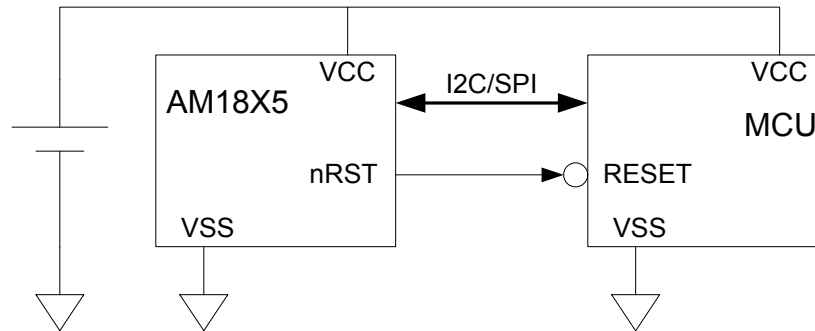 VCC
VCC
I2C/SPI
AM18X5
MCU
nRST
RESET
VSS
VSS